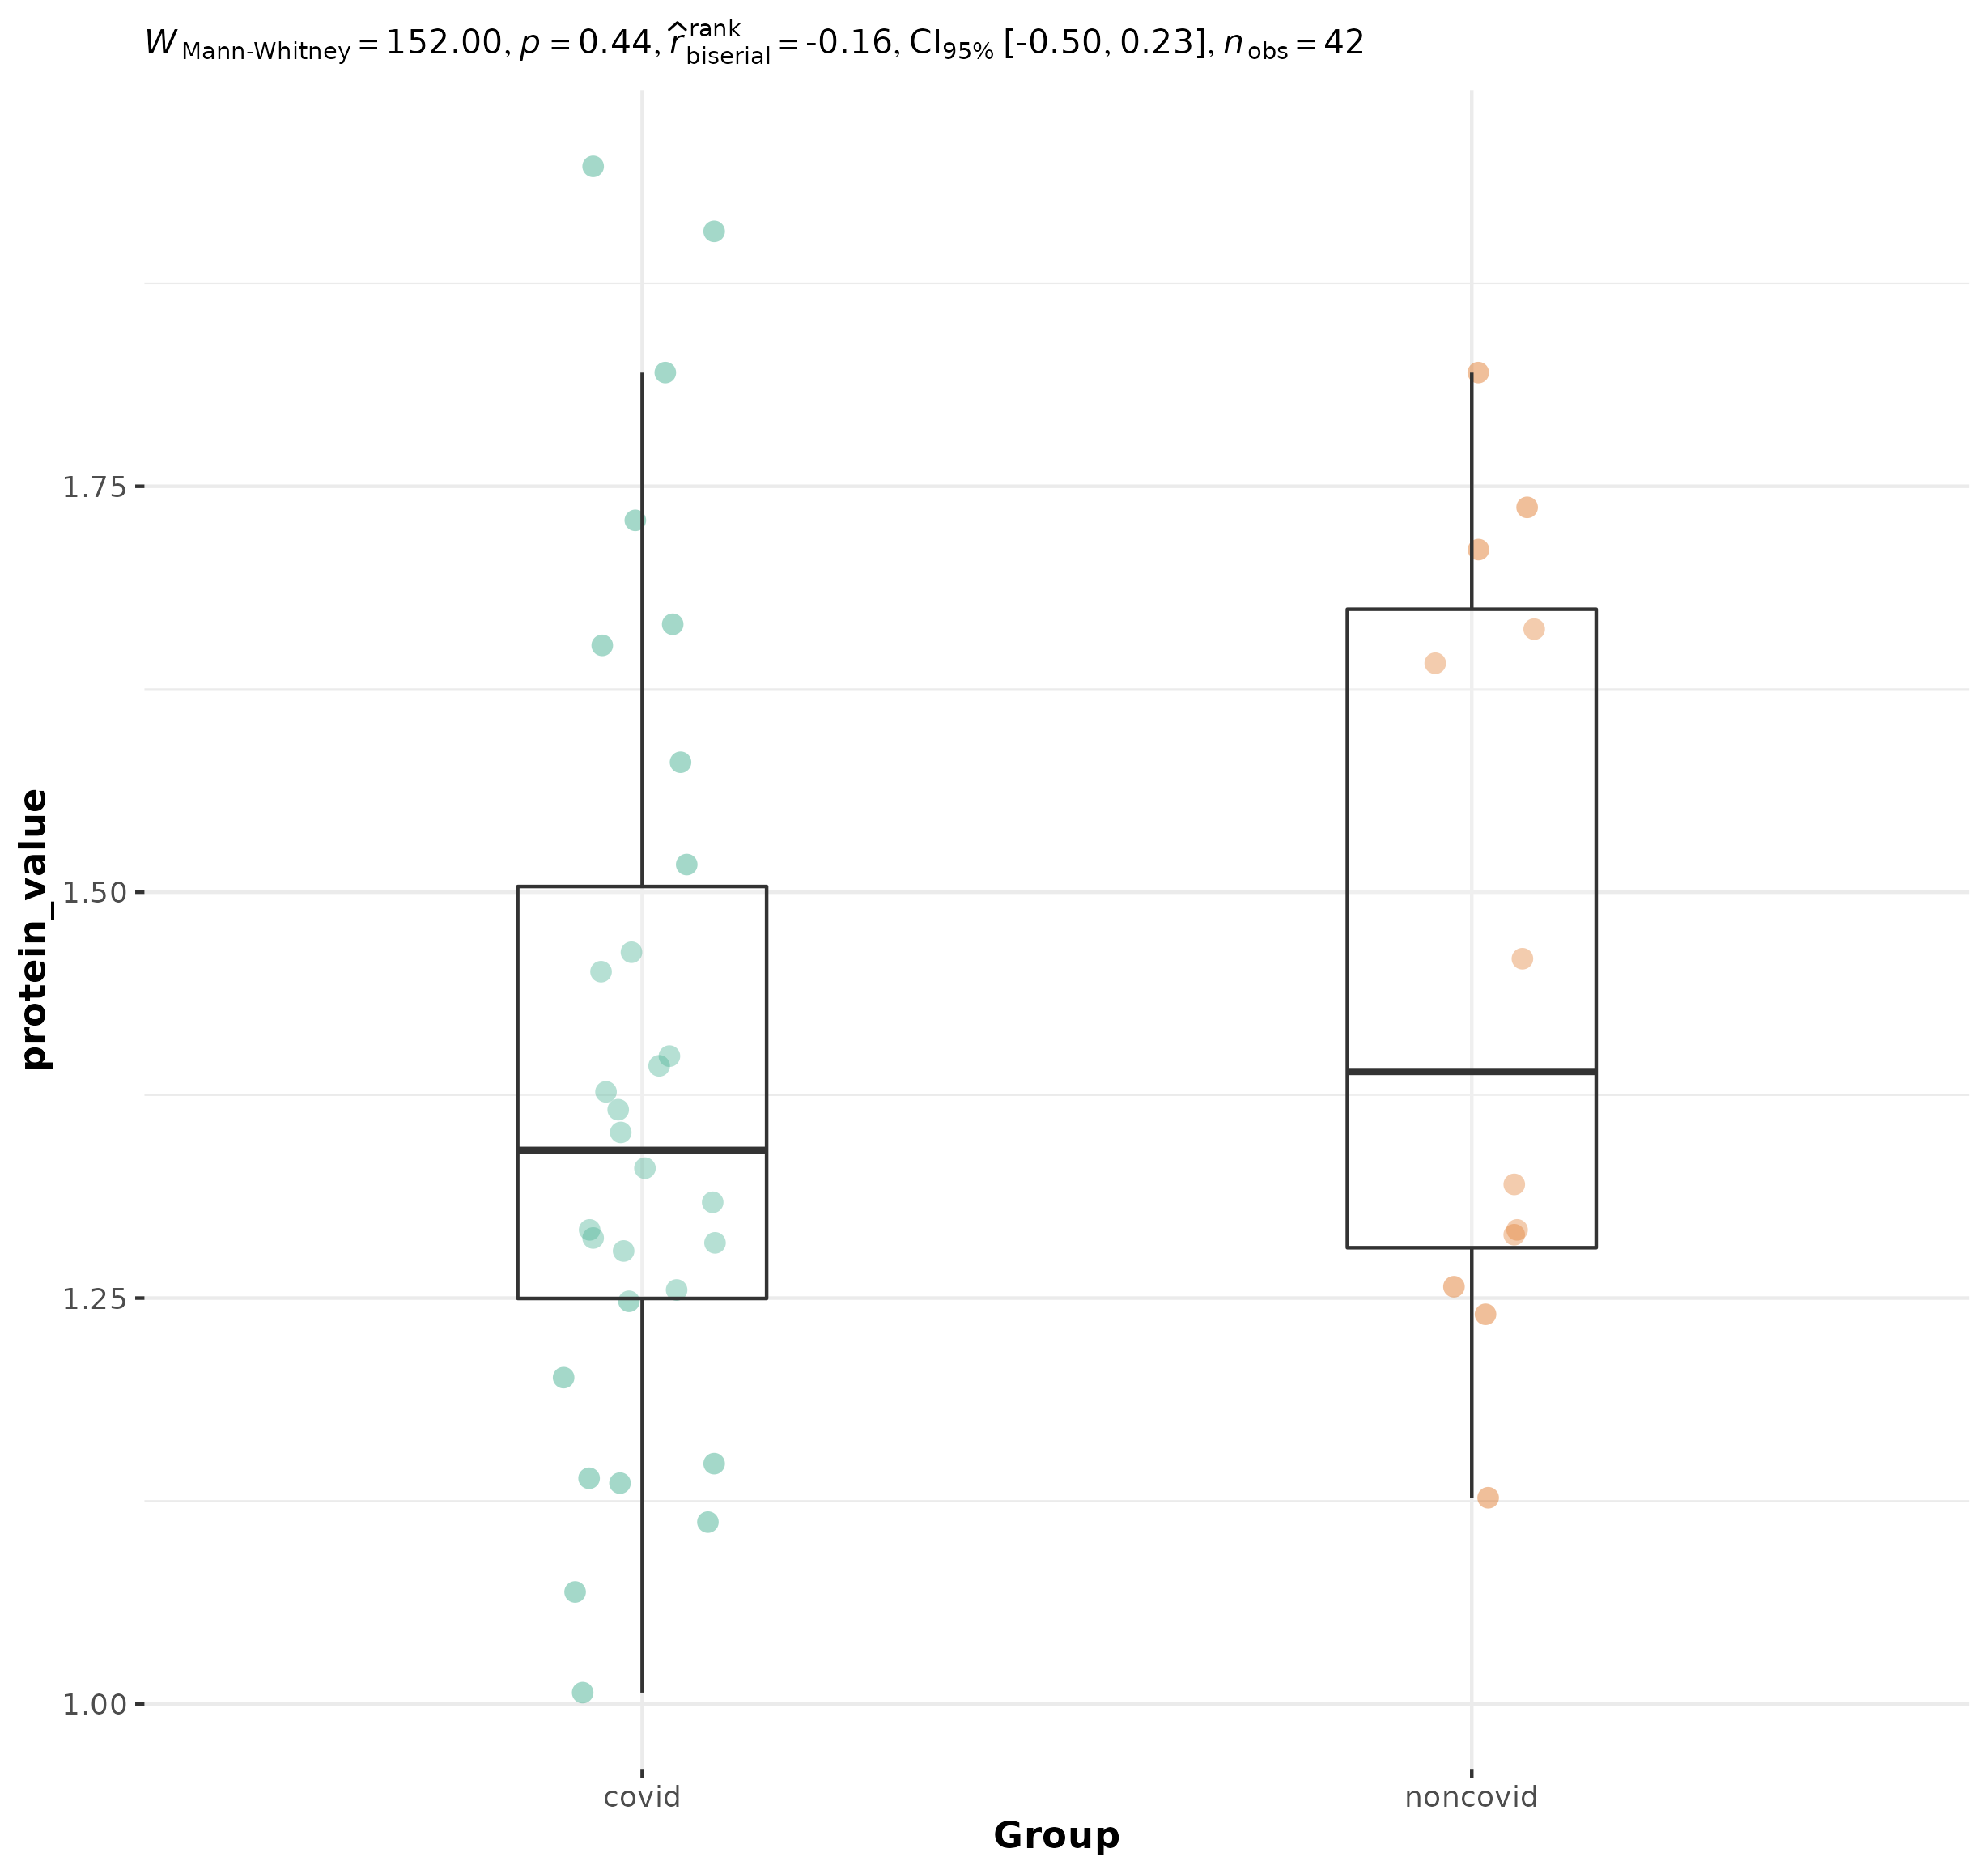 W Mann-Whitney = 152.00, p = 0.44, r̂ rank biserial = -0.16, CI95% [-0.50, 0.23], n obs = 42
protein_value
1.75
1.50
1.25
1.00
covid noncovid
Group